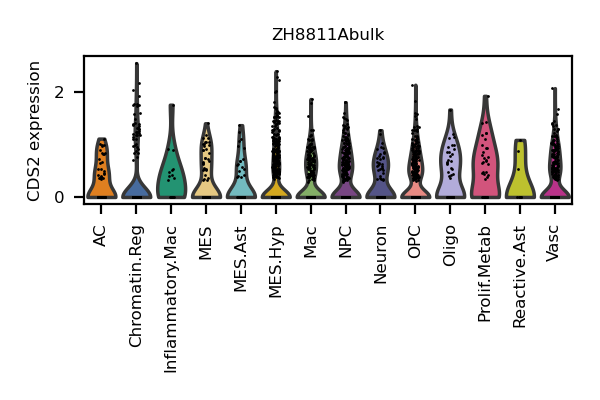 ZH8811Abulk
CDS2 expression
2
0
AC
Chromatin.Reg
Inflammatory.Mac
MES
MES.Ast
MES.Hyp
Mac
NPC
Neuron
OPC
Oligo
Prolif.Metab
Reactive.Ast
Vasc